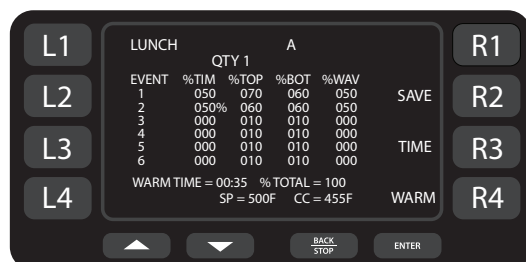 L1
L2
L3
L4
LUNCH A
QTY 1
EVENT %TIM %TOP %BOT %WAV
1 050 070 060 050
2 050% 060 060 050
3 000 010 010 000
4 000 010 010 000
5 000 010 010 000
6 000 010 010 000
WARM TIME = 00:35 % TOTAL = 100
SP = 500F CC = 455F
SAVE
TIME
WARM
R1
R2
R3
R4
BACK
STOP
ENTER